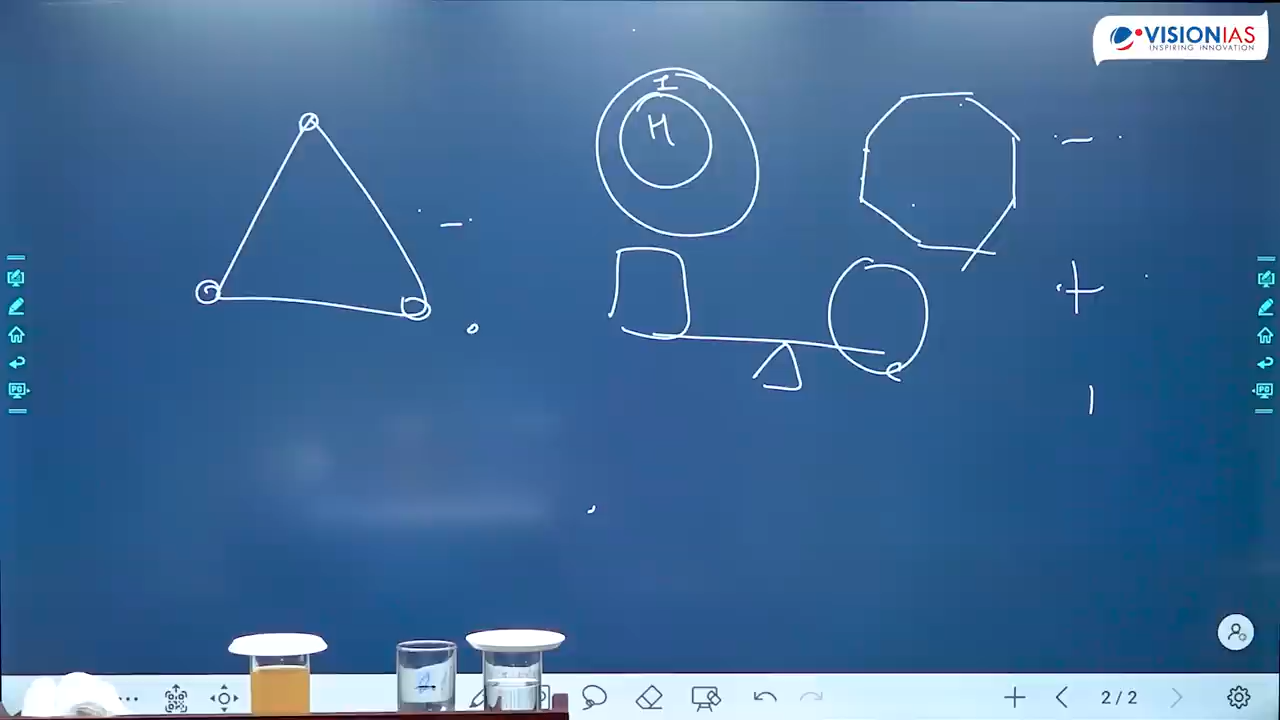 VISIONIAS
INSPIRING INNOVATION
I
M
-
-
+
2/2